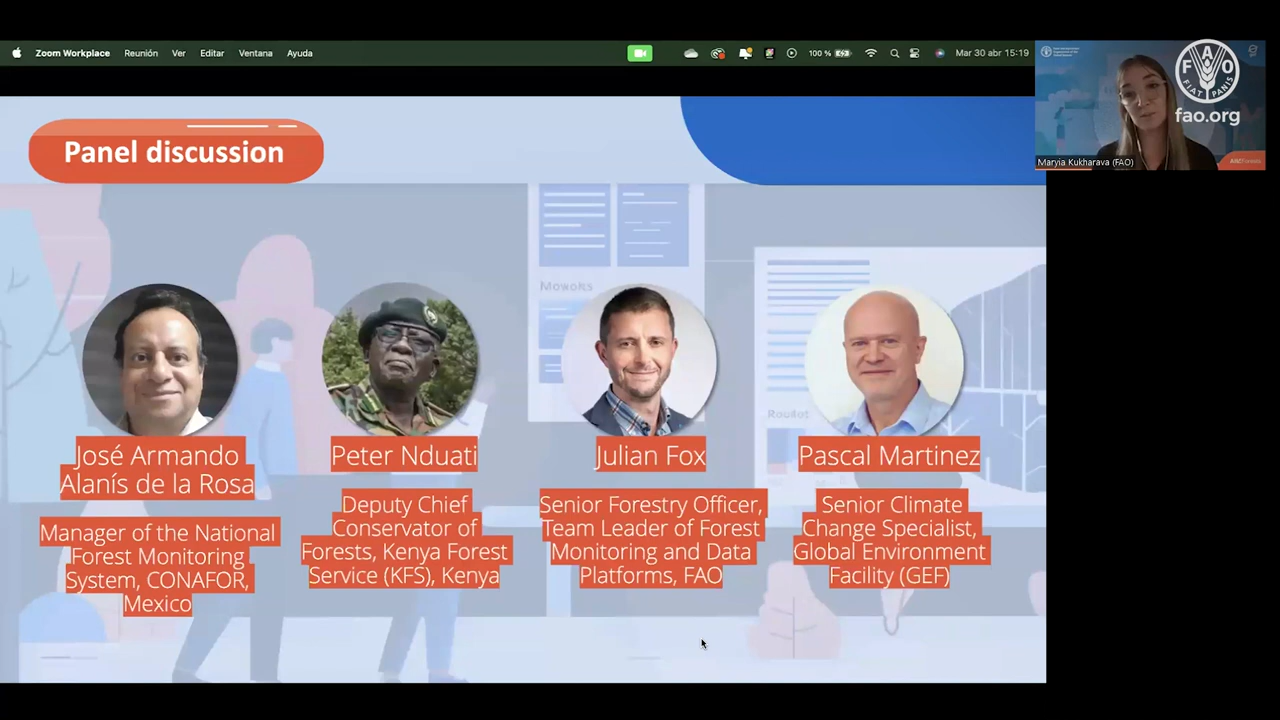 Zoom Workplace Reunión Ver Editar Ventana Ayuda 100 % Mar 30 abr 15:19
FAO
FIAT PANIS
fao.org
Maryia Kukharava (FAO)
Panel discussion
Mowolts
Roullot
José Armando
Alanís de la Rosa
Manager of the National
Forest Monitoring
System, CONAFOR,
Mexico
Peter Nduati
Deputy Chief
Conservator of
Forests, Kenya Forest
Service (KFS), Kenya
Julian Fox
Senior Forestry Officer,
Team Leader of Forest
Monitoring and Data
Platforms, FAO
Pascal Martinez
Senior Climate
Change Specialist,
Global Environment
Facility (GEF)